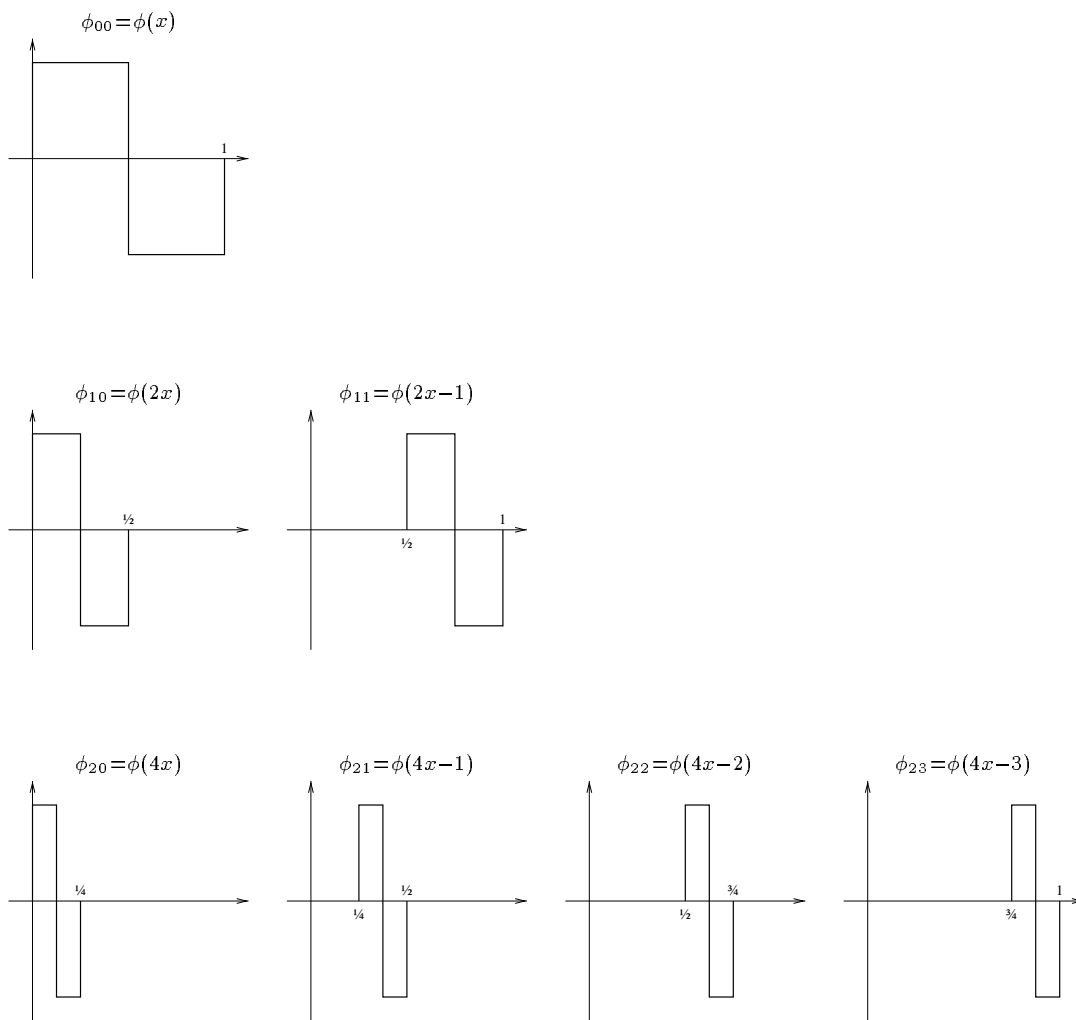 ϕ₀₀=ϕ(x)
1
ϕ₁₀=ϕ(2x)
ϕ₁₁=ϕ(2x−1)
½
1
½
ϕ₂₀=ϕ(4x)
ϕ₂₁=ϕ(4x−1)
ϕ₂₂=ϕ(4x−2)
ϕ₂₃=ϕ(4x−3)
¼
½
¾
1
¼
½
¾